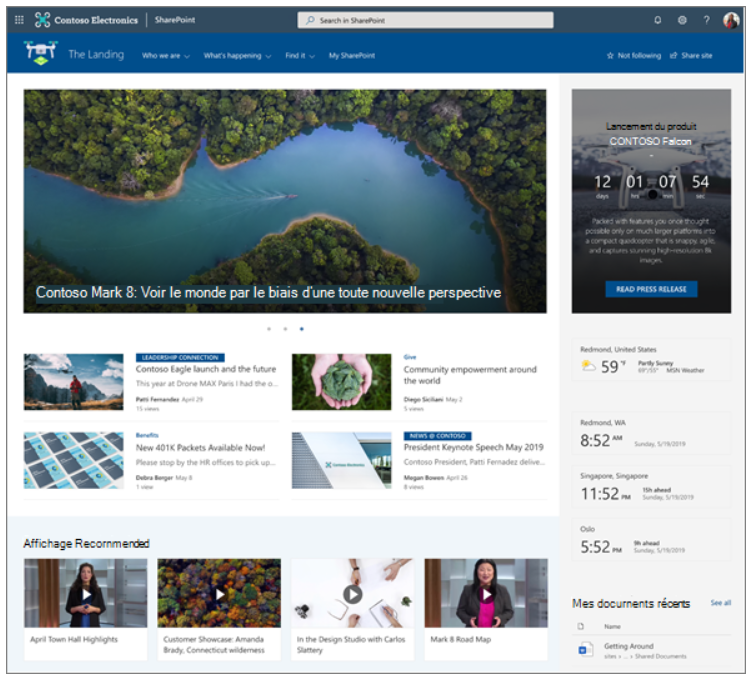 Contoso Electronics SharePoint Search in SharePoint ?
The Landing Who we are What's happening Find it My SharePoint Not following Share site
Contoso Mark 8: Voir le monde par le biais d'une toute nouvelle perspective
LEADERSHIP CONNECTION
Contoso Eagle launch and the future
This year at Drone MAX Paris I had the o...
Patti Fernandez April 29
15 views
Give
Community empowerment around
the world
Diego Siciliani May 2
5 views
Benefits
New 401K Packets Available Now!
Please stop by the HR offices to pick up...
Debra Berger May 8
1 view
Contoso Electronics
NEWS @ CONTOSO
President Keynote Speech May 2019
Contoso President, Patti Fernadez delive...
Megan Bowen April 26
8 views
Affichage Recommended
April Town Hall Highlights
Customer Showcase: Amanda
Brady, Connecticut wilderness
In the Design Studio with Carlos
Slattery
Mark 8 Road Map
Lancement du produit
CONTOSO Falcon
-
12 01 07 54
days hrs min sec
Packed with features you once thought
possible only on much larger platforms into
a compact quadcopter that is snappy, agile,
and captures stunning high-resolution 8k
images.
READ PRESS RELEASE
Redmond, United States
59 °F Partly Sunny
69°/55° MSN Weather
Redmond, WA
8:52 AM Sunday, 5/19/2019
Singapore, Singapore
11:52 PM 15h ahead
Sunday, 5/19/2019
Oslo
5:52 PM 9h ahead
Sunday, 5/19/2019
Mes documents récents See all
Name
Getting Around
sites > ... > Shared Documents